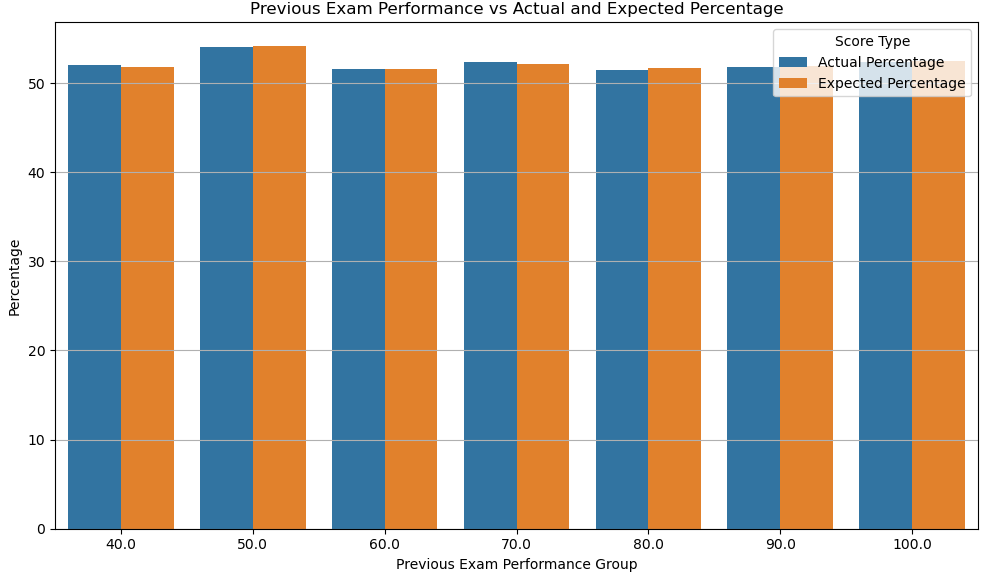 Previous Exam Performance vs Actual and Expected Percentage
Score Type
Actual Percentage
Expected Percentage
Percentage
50
40
30
20
10
0
40.0 50.0 60.0 70.0 80.0 90.0 100.0
Previous Exam Performance Group